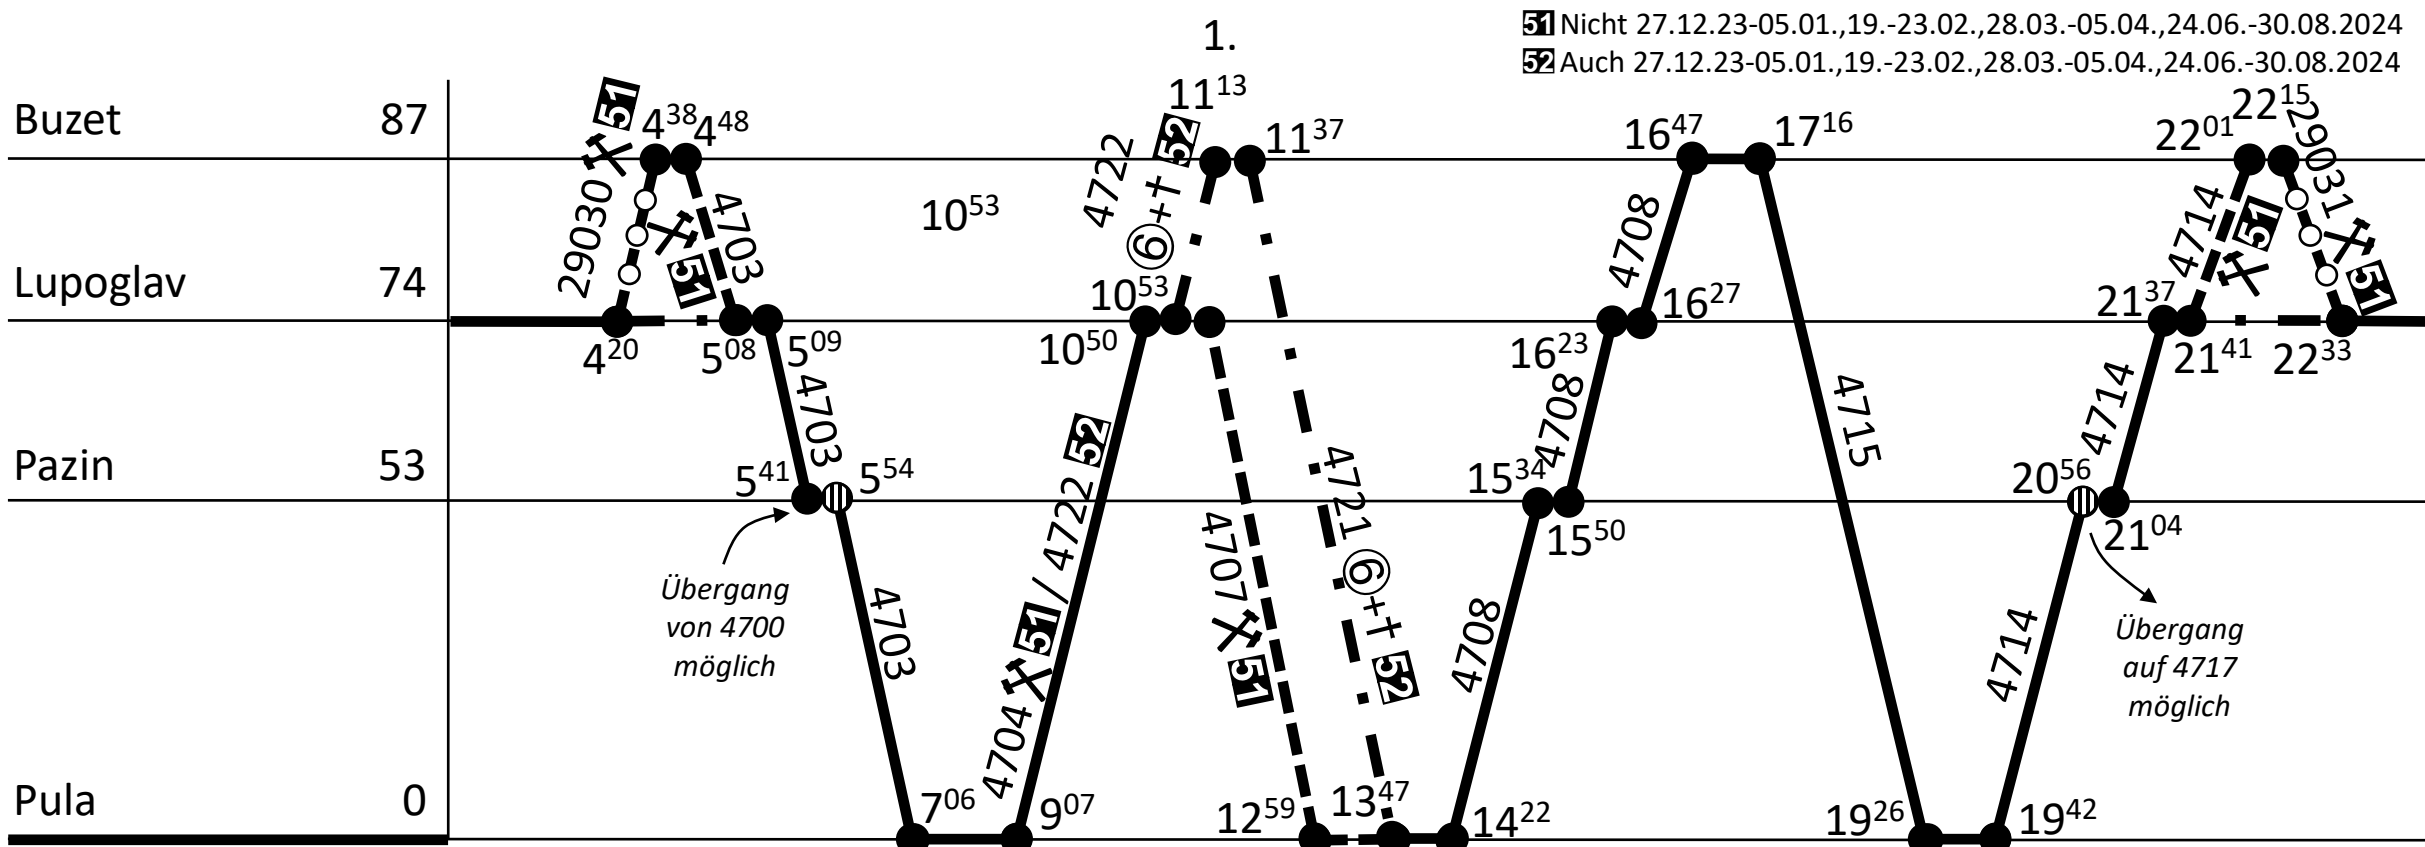 51 Nicht 27.12.23-05.01.,19.-23.02.,28.03.-05.04.,24.06.-30.08.2024
52 Auch 27.12.23-05.01.,19.-23.02.,28.03.-05.04.,24.06.-30.08.2024
1.
Buzet 87
4³⁸ 4⁴⁸ 11¹³ 11³⁷ 16⁴⁷ 17¹⁶ 22⁰¹ 22¹⁵
29030 ⚒ 51
4703
⚒ 51
10⁵³
4722
⑥+† 52
4708
4714
⚒ 51
29031 ⚒ 51
Lupoglav 74
4²⁰ 5⁰⁸ 5⁰⁹ 10⁵⁰ 10⁵³ 16²³ 16²⁷ 21³⁷ 21⁴¹ 22³³
4703
4708
4715
4714
Pazin 53
5⁴¹ 5⁵⁴ 15³⁴ 15⁵⁰ 20⁵⁶ 21⁰⁴
Übergang
von 4700
möglich
4703
4704 ⚒ 51 / 4722 52
4707 ⚒ 51
4721 ⑥+† 52
4708
4714
Übergang
auf 4717
möglich
Pula 0
7⁰⁶ 9⁰⁷ 12⁵⁹ 13⁴⁷ 14²² 19²⁶ 19⁴²